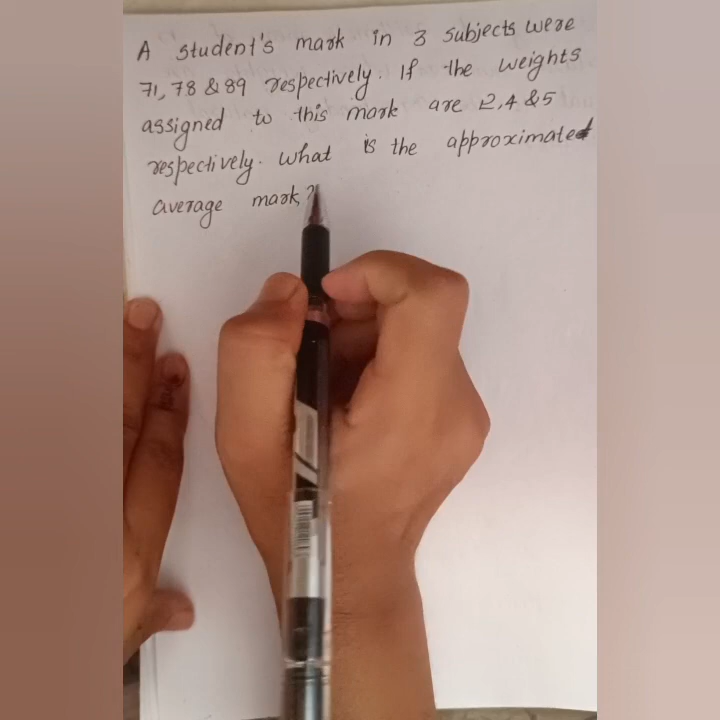 A student's mark in 3 subjects were
71, 78 & 89 respectively. If the weights
assigned to this mark are 2,4 & 5
respectively. What is the approximated
average mark?